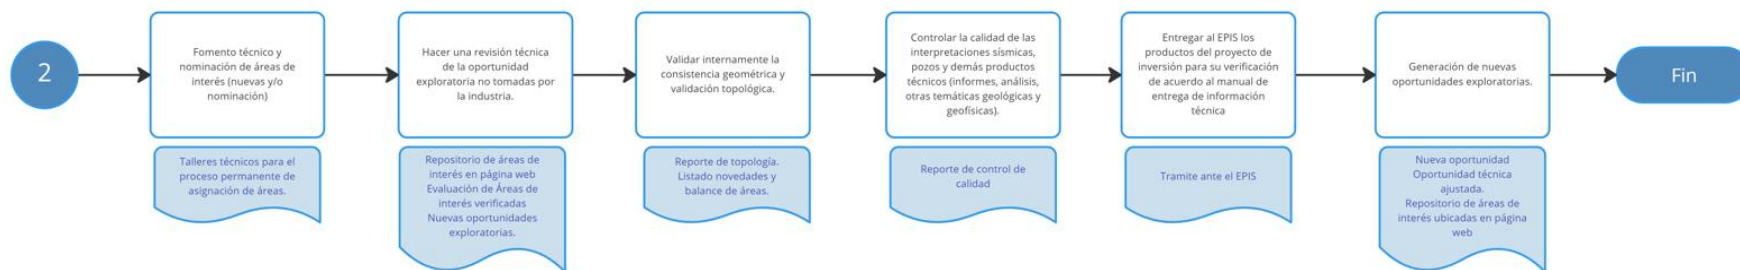 2
Fomento técnico y
nominación de áreas de
interés (nuevas y/o
nominación)
Talleres técnicos para el
proceso permanente de
asignación de áreas.
Hacer una revisión técnica
de la oportunidad
exploratoria no tomadas por
la industria.
Repositorio de áreas de
interés en página web
Evaluación de Áreas de
interés verificadas
Nuevas oportunidades
exploratorias.
Validar internamente la
consistencia geométrica y
validación topológica.
Reporte de topología.
Listado novedades y
balance de áreas.
Controlar la calidad de las
interpretaciones sísmicas,
pozos y demás productos
técnicos (informes, análisis,
otras temáticas geológicas y
geofísicas).
Reporte de control de
calidad
Entregar al EPIS los
productos del proyecto de
inversión para su verificación
de acuerdo al manual de
entrega de información
técnica
Tramite ante el EPIS
Generación de nuevas
oportunidades exploratorias.
Nueva oportunidad
Oportunidad técnica
ajustada.
Repositorio de áreas de
interés ubicadas en página
web
Fin